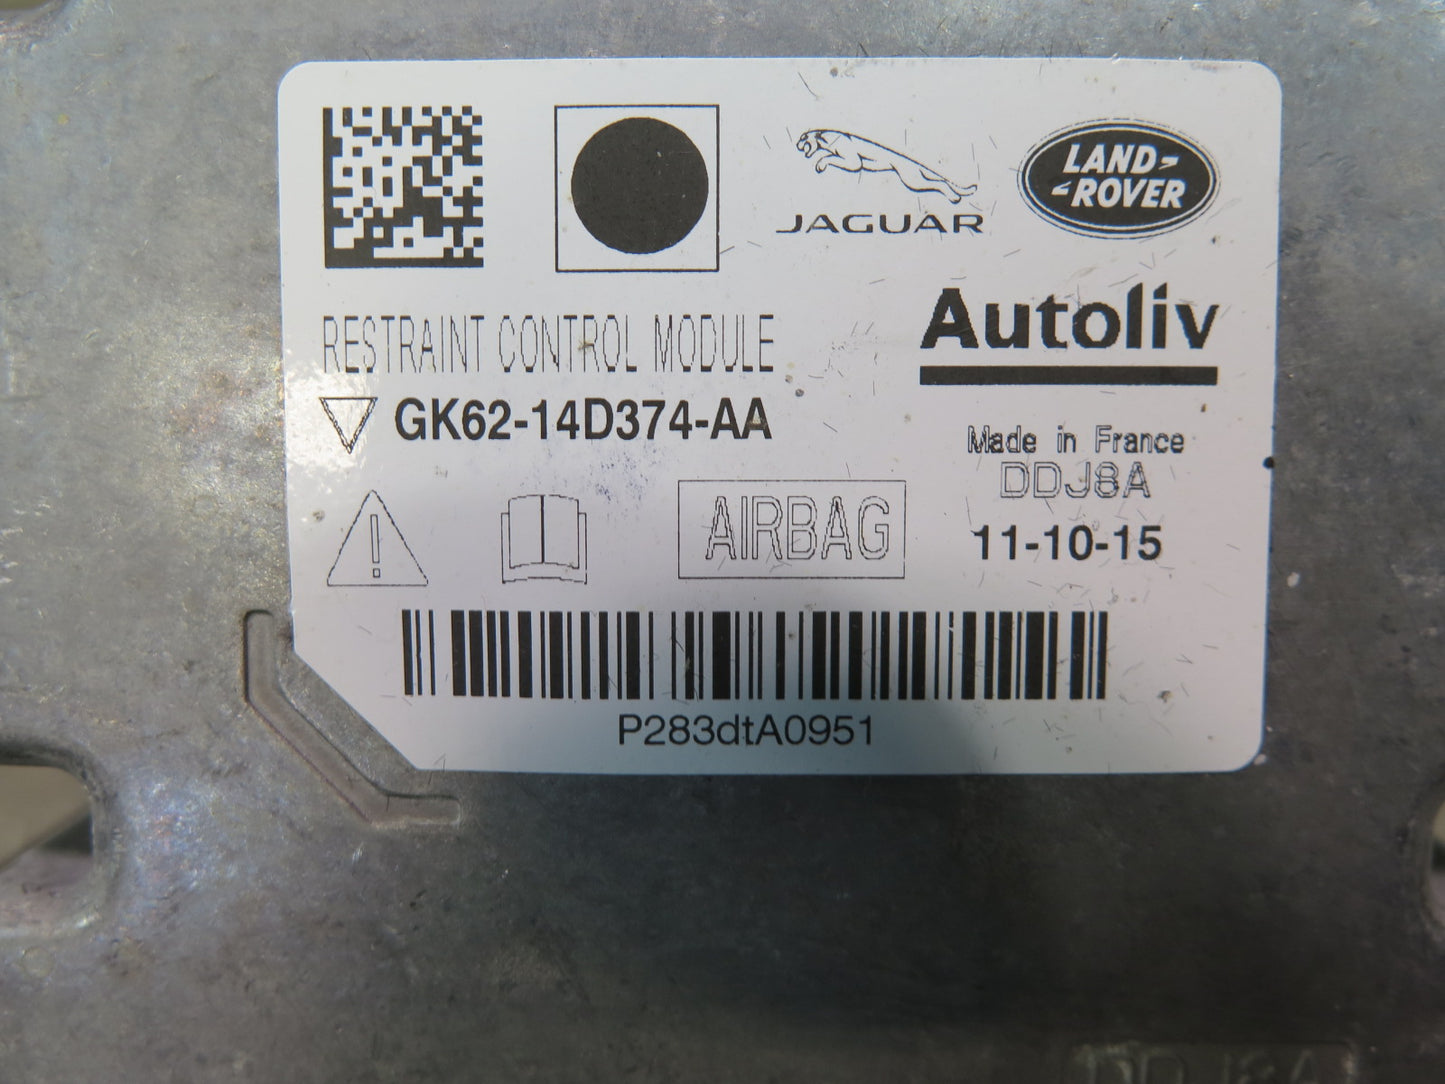 JAGUAR
LAND-
-ROVER
Autoliv
RESTRAINT CONTROL MODULE
GK62-14D374-AA
Made in France
DDJ8A
11-10-15
AIRBAG
P283dtA0951
DDJ8A